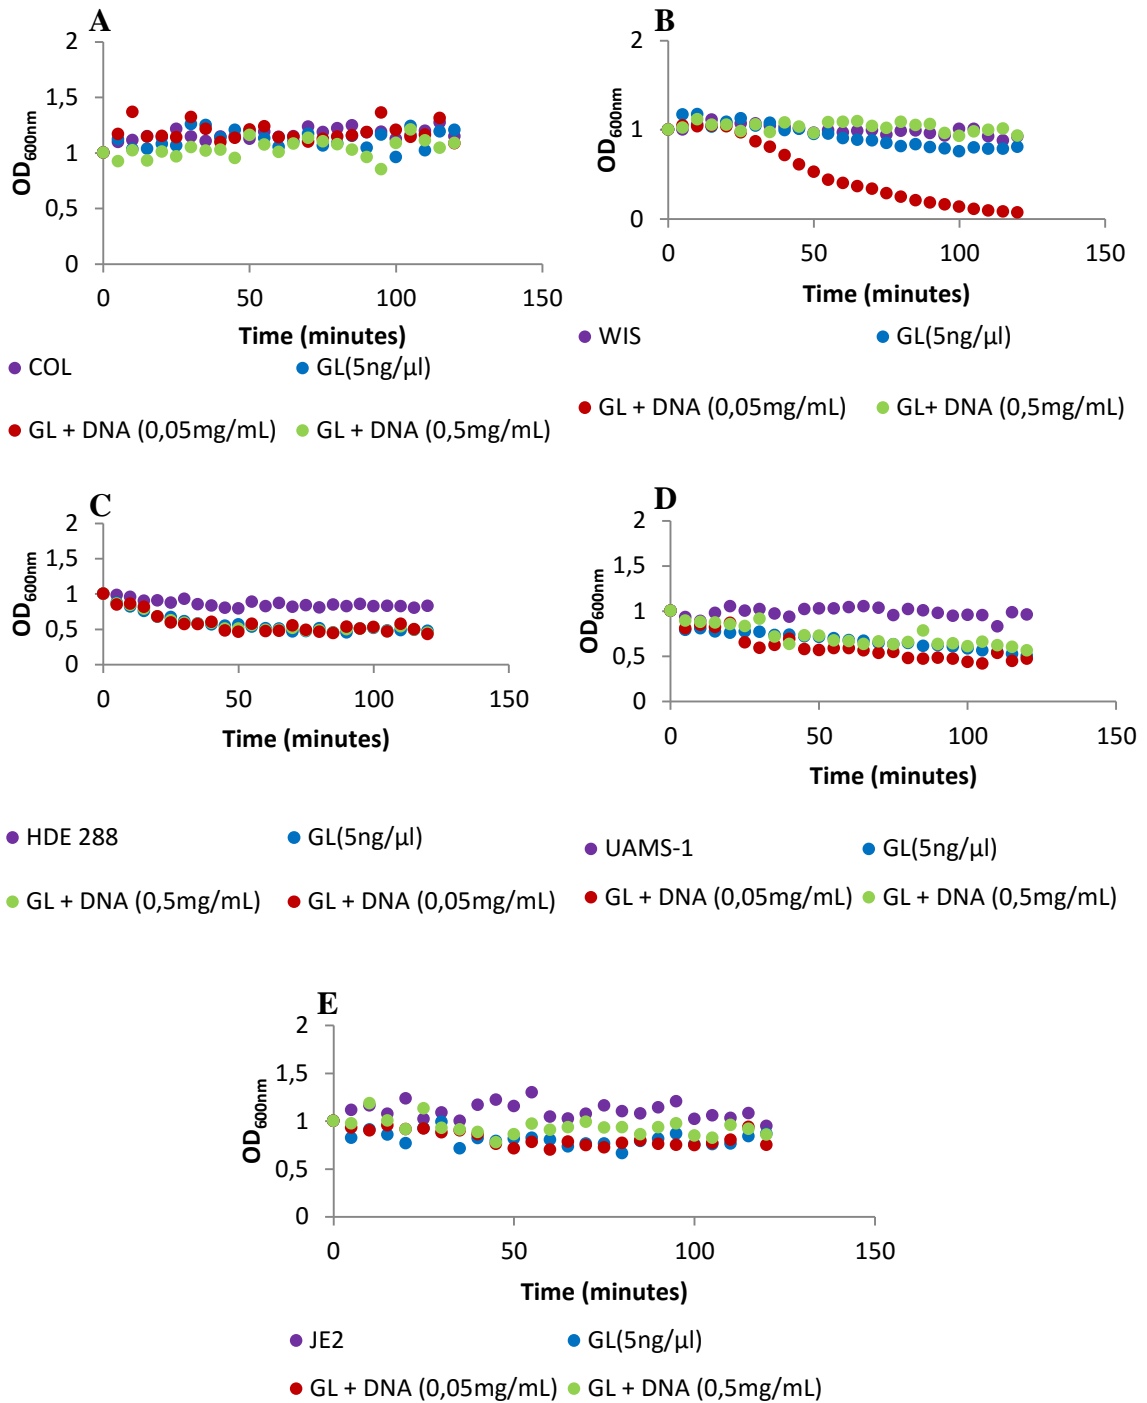 A
2
1,5
1
0,5
0
OD600nm
0 50 100 150
Time (minutes)
COL GL(5ng/µl)
GL + DNA (0,05mg/mL) GL + DNA (0,5mg/mL)
B
2
1
0
OD600nm
0 50 100 150
Time (minutes)
WIS GL(5ng/µl)
GL + DNA (0,05mg/mL) GL+ DNA (0,5mg/mL)
C
2
1,5
1
0,5
0
OD600nm
0 50 100 150
Time (minutes)
HDE 288 GL(5ng/µl)
GL + DNA (0,5mg/mL) GL + DNA (0,05mg/mL)
D
2
1,5
1
0,5
0
OD600nm
0 50 100 150
Time (minutes)
UAMS-1 GL(5ng/µl)
GL + DNA (0,05mg/mL) GL + DNA (0,5mg/mL)
E
2
1,5
1
0,5
0
OD600nm
0 50 100 150
Time (minutes)
JE2 GL(5ng/µl)
GL + DNA (0,05mg/mL) GL + DNA (0,5mg/mL)